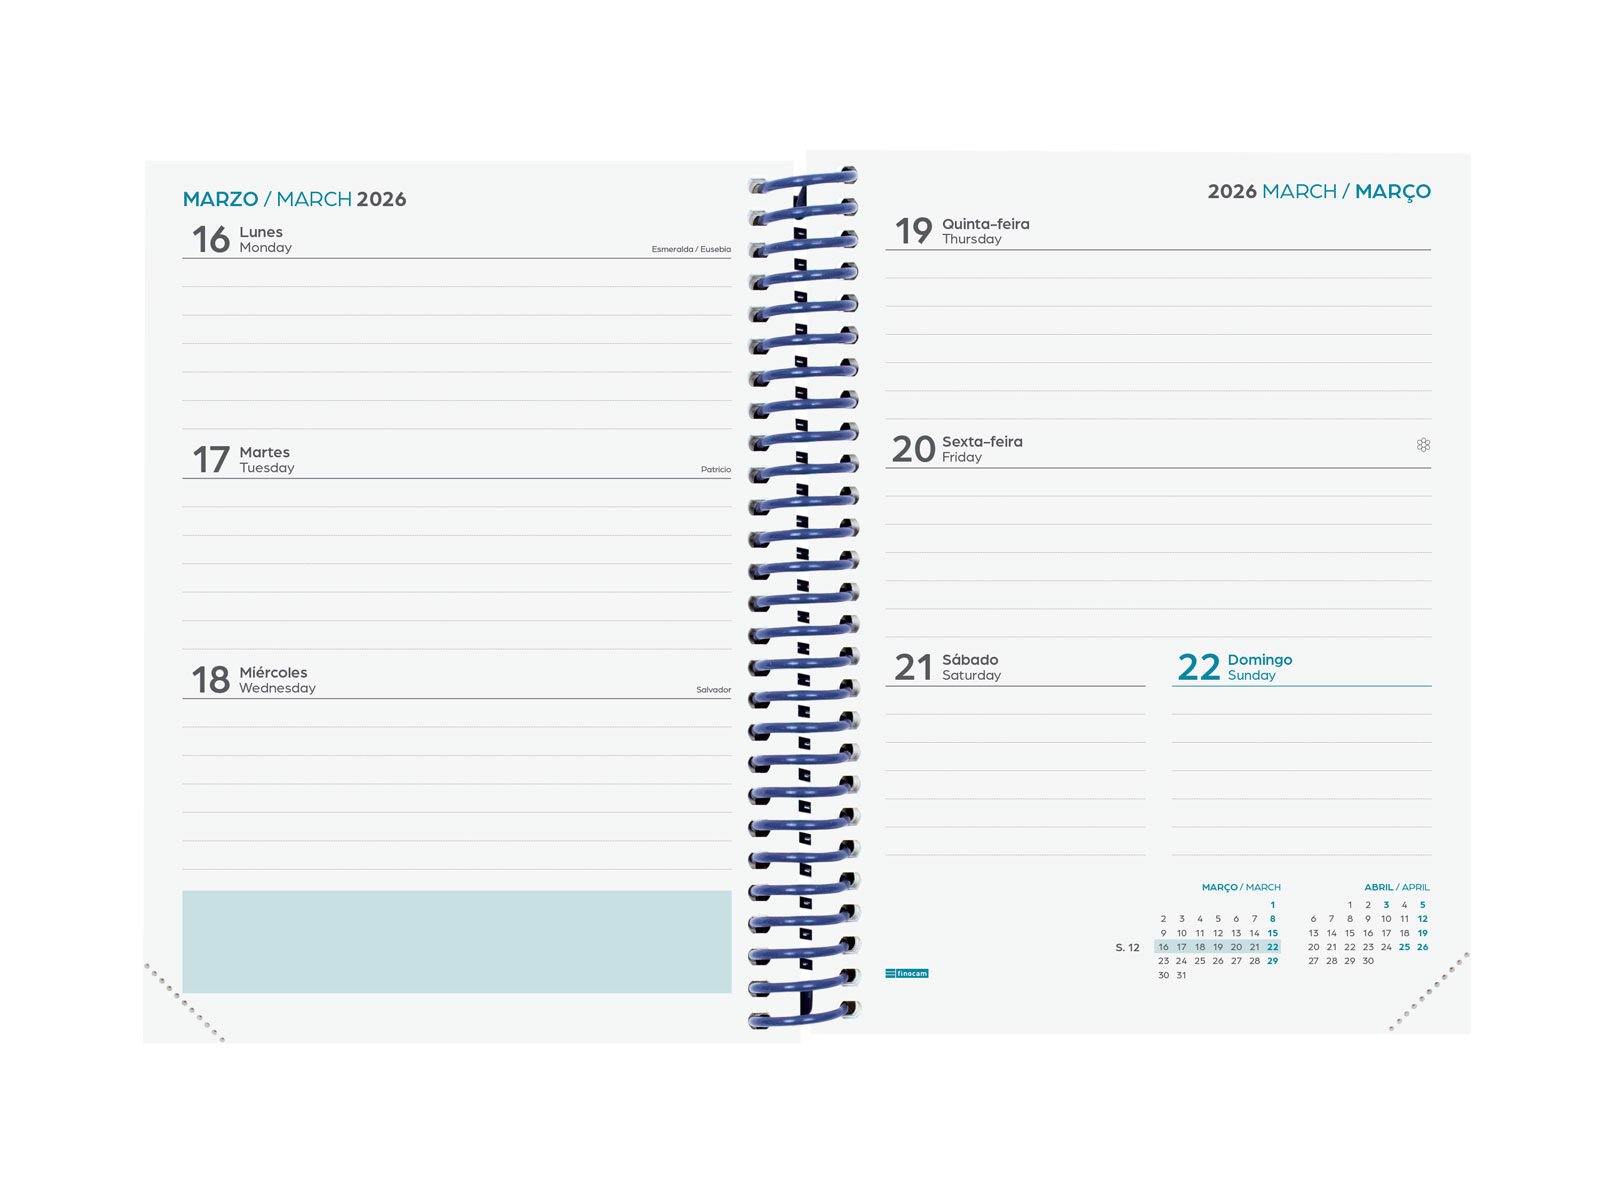 MARZO / MARCH 2026
16 Lunes
Monday
Esmeralda / Eusebia
17 Martes
Tuesday
Patricio
18 Miércoles
Wednesday
Salvador
2026 MARCH / MARÇO
19 Quinta-feira
Thursday
20 Sexta-feira
Friday
21 Sábado
Saturday
22 Domingo
Sunday
MARÇO / MARCH
1
2 3 4 5 6 7 8
9 10 11 12 13 14 15
S. 12 16 17 18 19 20 21 22
23 24 25 26 27 28 29
30 31
ABRIL / APRIL
1 2 3 4 5
6 7 8 9 10 11 12
13 14 15 16 17 18 19
20 21 22 23 24 25 26
27 28 29 30
finocam